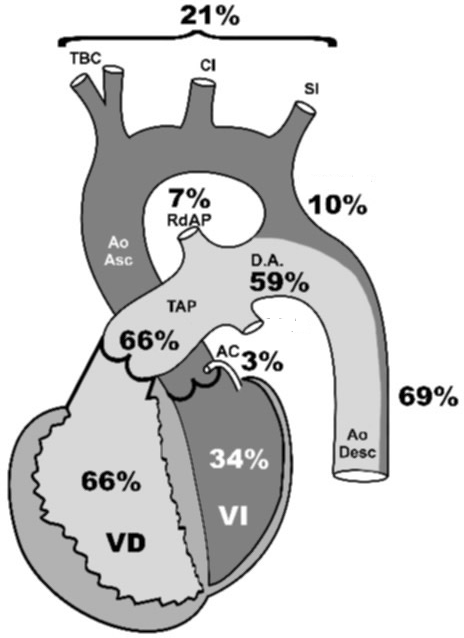 21%
TBC
CI
SI
7%
RdAP
10%
Ao
Asc
D.A.
59%
TAP
66%
AC
3%
69%
Ao
Desc
34%
66%
VI
VD